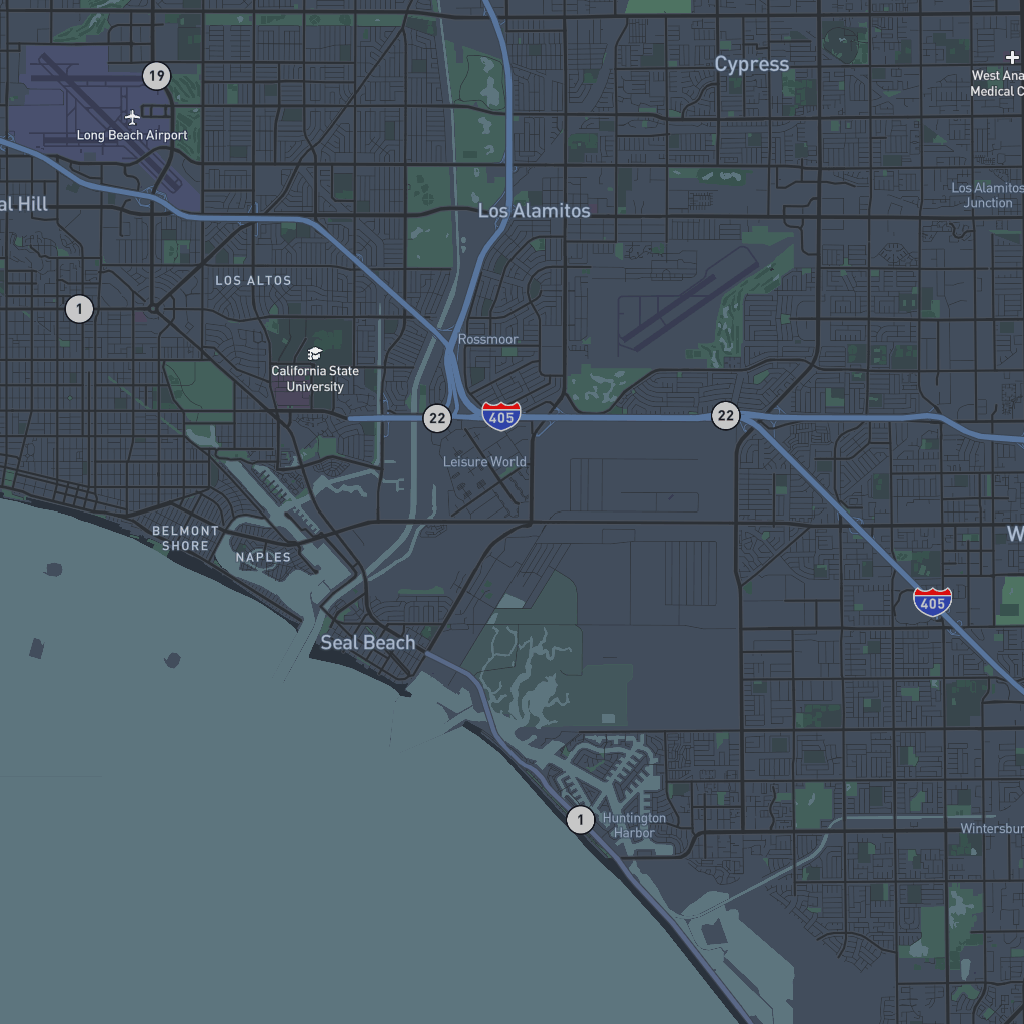 Cypress
19
West Ana
Medical C
Long Beach Airport
Los Alamitos
Junction
al Hill
Los Alamitos
LOS ALTOS
1
Rossmoor
California State
University
22
405
22
Leisure World
BELMONT
SHORE
NAPLES
W
405
Seal Beach
1
Huntington
Harbor
Wintersbur